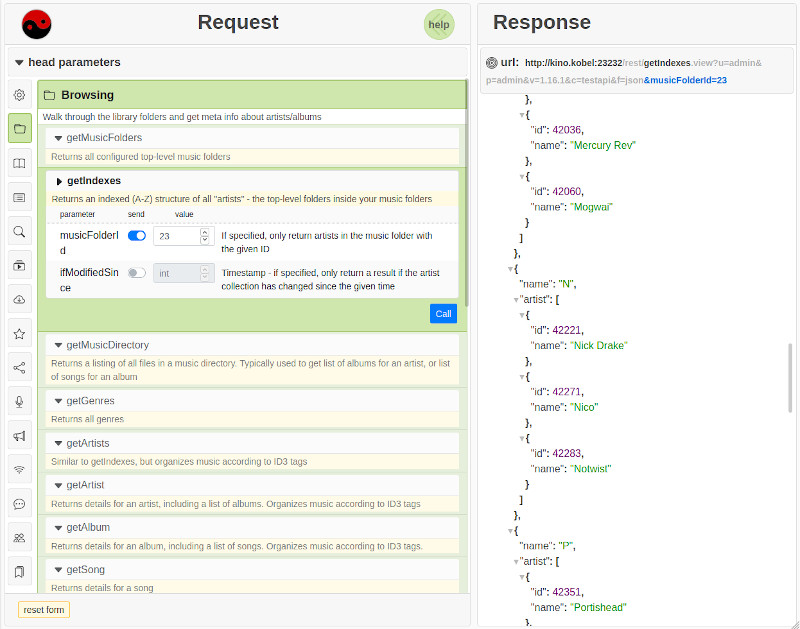 Request
help
head parameters
Browsing
Walk through the library folders and get meta info about artists/albums
getMusicFolders
Returns all configured top-level music folders
getIndexes
Returns an indexed (A-Z) structure of all "artists" - the top-level folders inside your music folders
parameter send value
musicFolderI
d
23
If specified, only return artists in the music folder with
the given ID
ifModifiedSin
ce
int
Timestamp - if specified, only return a result if the artist
collection has changed since the given time
Call
getMusicDirectory
Returns a listing of all files in a music directory. Typically used to get list of albums for an artist, or list
of songs for an album
getGenres
Returns all genres
getArtists
Similar to getIndexes, but organizes music according to ID3 tags
getArtist
Returns details for an artist, including a list of albums. Organizes music according to ID3 tags
getAlbum
Returns details for an album, including a list of songs. Organizes music according to ID3 tags.
getSong
Returns details for a song
reset form
Response
url: http://kino.kobel:23232/rest/getIndexes.view?u=admin&
p=admin&v=1.16.1&c=testapi&f=json&musicFolderId=23
},
{
"id": 42036,
"name": "Mercury Rev"
},
{
"id": 42060,
"name": "Mogwai"
}
]
},
{
"name": "N",
"artist": [
{
"id": 42221,
"name": "Nick Drake"
},
{
"id": 42271,
"name": "Nico"
},
{
"id": 42283,
"name": "Notwist"
}
]
},
{
"name": "P",
"artist": [
{
"id": 42351,
"name": "Portishead"
},